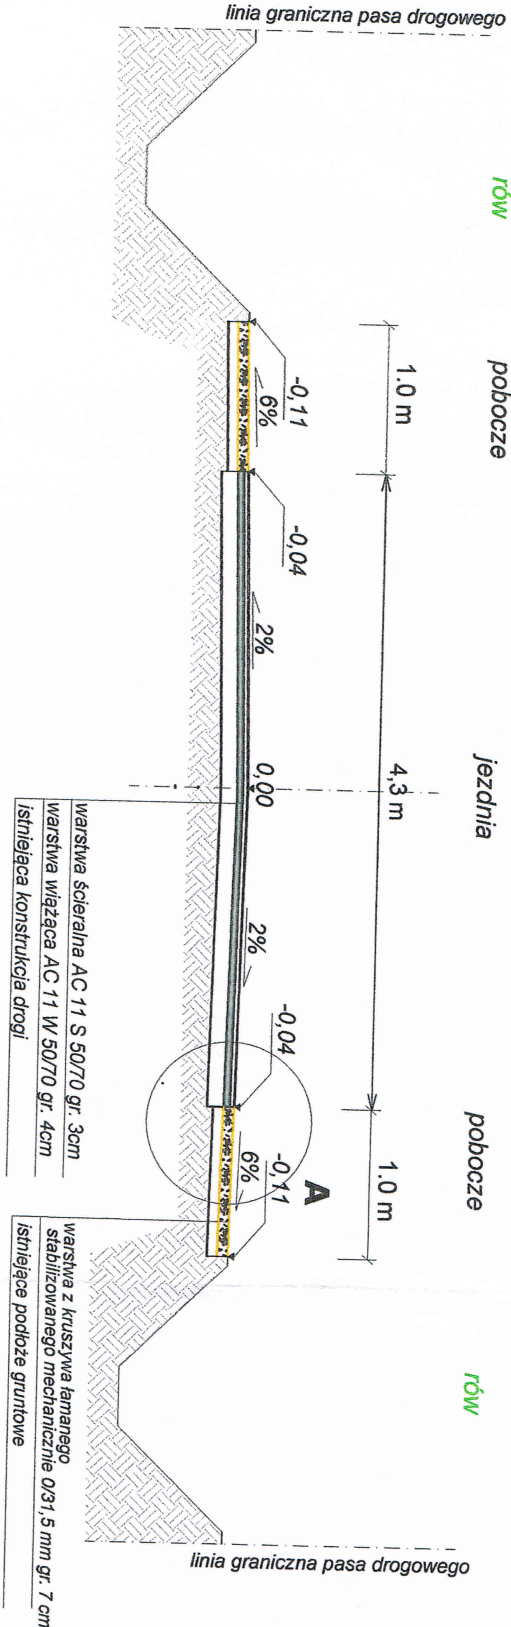 linia graniczna pasa drogowego
rów
pobocze
jezdnia
pobocze
rów
1.0 m
4,3 m
1.0 m
-0,11
6%
-0,04
2%
0,00
2%
-0,04
6%
-0,11
A
warstwa ścieralna AC 11 S 50/70 gr. 3cm
warstwa wiążąca AC 11 W 50/70 gr. 4cm
istniejąca konstrukcja drogi
warstwa z kruszywa łamanego
stabilizowanego mechanicznie 0/31,5 mm gr. 7 cm
istniejące podłoże gruntowe
linia graniczna pasa drogowego